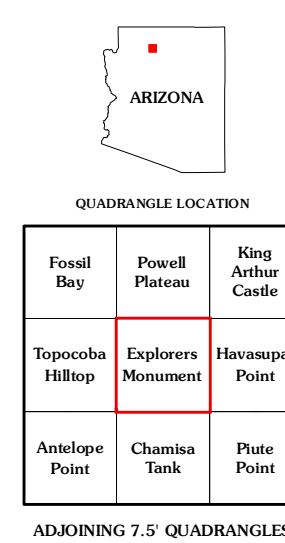 ARIZONA
QUADRANGLE LOCATION
Fossil
Bay
Powell
Plateau
King
Arthur
Castle
Topocoba
Hilltop
Explorers
Monument
Havasupa
Point
Antelope
Point
Chamisa
Tank
Piute
Point
ADJOINING 7.5' QUADRANGLES